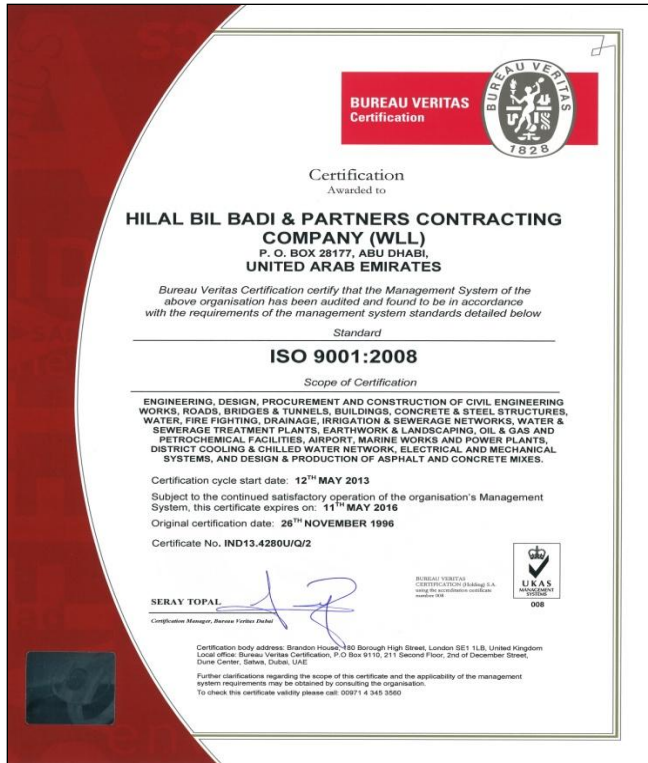 BUREAU VERITAS
Certification
BUREAU VERITAS
1828
Certification
Awarded to
HILAL BIL BADI & PARTNERS CONTRACTING
COMPANY (WLL)
P. O. BOX 28177, ABU DHABI,
UNITED ARAB EMIRATES
Bureau Veritas Certification certify that the Management System of the
above organisation has been audited and found to be in accordance
with the requirements of the management system standards detailed below
Standard
ISO 9001:2008
Scope of Certification
ENGINEERING, DESIGN, PROCUREMENT AND CONSTRUCTION OF CIVIL ENGINEERING
WORKS, ROADS, BRIDGES & TUNNELS, BUILDINGS, CONCRETE & STEEL STRUCTURES,
WATER, FIRE FIGHTING, DRAINAGE, IRRIGATION & SEWERAGE NETWORKS, WATER &
SEWERAGE TREATMENT PLANTS, EARTHWORK & LANDSCAPING, OIL & GAS AND
PETROCHEMICAL FACILITIES, AIRPORT, MARINE WORKS AND POWER PLANTS,
DISTRICT COOLING & CHILLED WATER NETWORK, ELECTRICAL AND MECHANICAL
SYSTEMS, AND DESIGN & PRODUCTION OF ASPHALT AND CONCRETE MIXES.
Certification cycle start date: 12TH MAY 2013
Subject to the continued satisfactory operation of the organisation's Management
System, this certificate expires on: 11TH MAY 2016
Original certification date: 26TH NOVEMBER 1996
Certificate No. IND13.4280U/Q/2
SERAY TOPAL
Certification Manager, Bureau Veritas Dubai
BUREAU VERITAS
CERTIFICATION (Holding) S.A.
using the accreditation certificate
number 008
UKAS
MANAGEMENT
SYSTEMS
008
Certification body address: Brandon House, 180 Borough High Street, London SE1 1LB, United Kingdom
Local office: Bureau Veritas Certification, P.O Box 9110, 211 Second Floor, 2nd of December Street,
Dune Center, Satwa, Dubai, UAE
Further clarifications regarding the scope of this certificate and the applicability of the management
system requirements may be obtained by consulting the organisation.
To check this certificate validity please call: 00971 4 345 3560